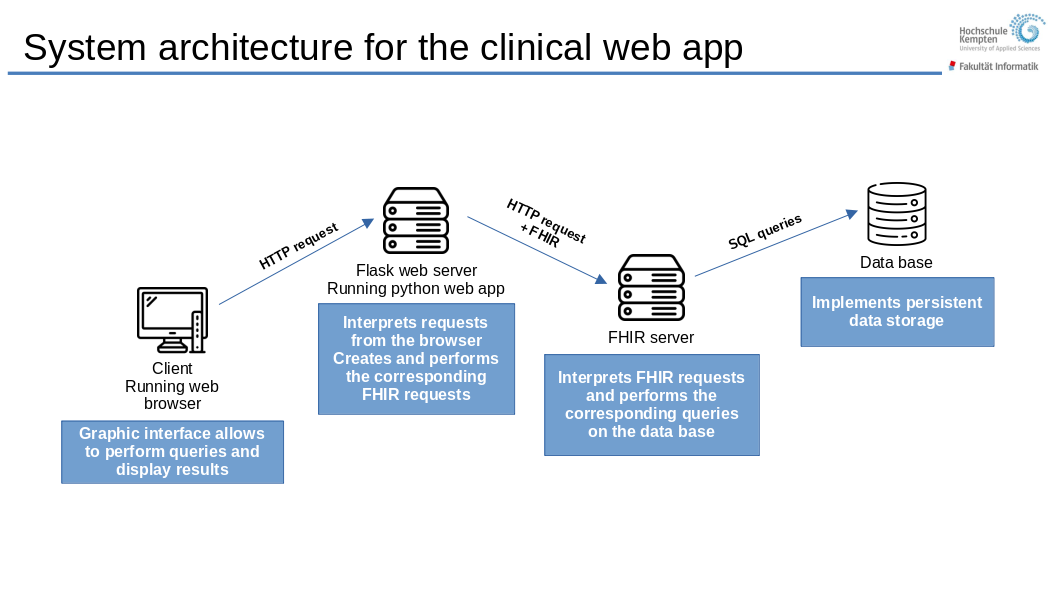 System architecture for the clinical web app
Hochschule
Kempten
University of Applied Sciences
Fakultät Informatik
HTTP request
HTTP request
+ FHIR
SQL queries
Flask web server
Running python web app
Interprets requests
from the browser
Creates and performs
the corresponding
FHIR requests
Data base
Implements persistent
data storage
FHIR server
Interprets FHIR requests
and performs the
corresponding queries
on the data base
Client
Running web
browser
Graphic interface allows
to perform queries and
display results